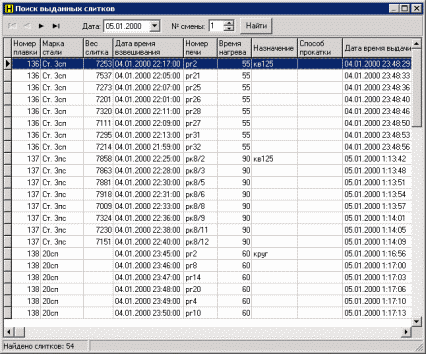 Поиск выданных слитков
Дата: 05.01.2000 № смены: 1 Найти
Номер плавки Марка стали Вес слитка Дата время взвешивания Номер печи Время нагрева Назначение Способ прокатки Дата время выдачи
136 Ст. 3сп 7253 04.01.2000 22:17:00 рг2 55 кв125 04.01.2000 23:48:29
136 Ст. 3сп 7537 04.01.2000 22:05:00 рг21 55 04.01.2000 23:48:33
136 Ст. 3сп 7273 04.01.2000 22:07:00 рг25 55 04.01.2000 23:48:36
136 Ст. 3сп 7201 04.01.2000 22:01:00 рг26 55 04.01.2000 23:48:40
136 Ст. 3сп 7320 04.01.2000 22:11:00 рг28 55 04.01.2000 23:48:46
136 Ст. 3сп 7111 04.01.2000 22:09:00 рг27 55 04.01.2000 23:48:50
136 Ст. 3сп 7295 04.01.2000 22:13:00 рг31 55 04.01.2000 23:48:53
136 Ст. 3сп 7214 04.01.2000 21:59:00 рг32 55 04.01.2000 23:48:56
137 Ст. 3пс 7858 04.01.2000 22:25:00 рк8/2 90 кв125 05.01.2000 1:13:42
137 Ст. 3пс 7863 04.01.2000 22:28:00 рк8/3 90 05.01.2000 1:13:48
137 Ст. 3пс 7881 04.01.2000 22:30:00 рк8/5 90 05.01.2000 1:13:51
137 Ст. 3пс 7918 04.01.2000 22:31:00 рк8/6 90 05.01.2000 1:13:54
137 Ст. 3пс 7009 04.01.2000 22:33:00 рк8/8 90 05.01.2000 1:13:57
137 Ст. 3пс 7324 04.01.2000 22:36:00 рк8/9 90 05.01.2000 1:14:01
137 Ст. 3пс 7230 04.01.2000 22:38:00 рк8/11 90 05.01.2000 1:14:05
137 Ст. 3пс 7151 04.01.2000 22:40:00 рк8/12 90 05.01.2000 1:14:09
138 20сп 04.01.2000 23:45:00 рг2 60 круг 05.01.2000 1:16:56
138 20сп 04.01.2000 23:46:00 рг8 60 05.01.2000 1:17:00
138 20сп 04.01.2000 23:47:00 рг14 60 05.01.2000 1:17:03
138 20сп 04.01.2000 23:48:00 рг20 60 05.01.2000 1:17:06
138 20сп 04.01.2000 23:49:00 рг4 60 05.01.2000 1:17:10
138 20сп 04.01.2000 23:50:00 рг10 60 05.01.2000 1:17:13
Найдено слитков: 54